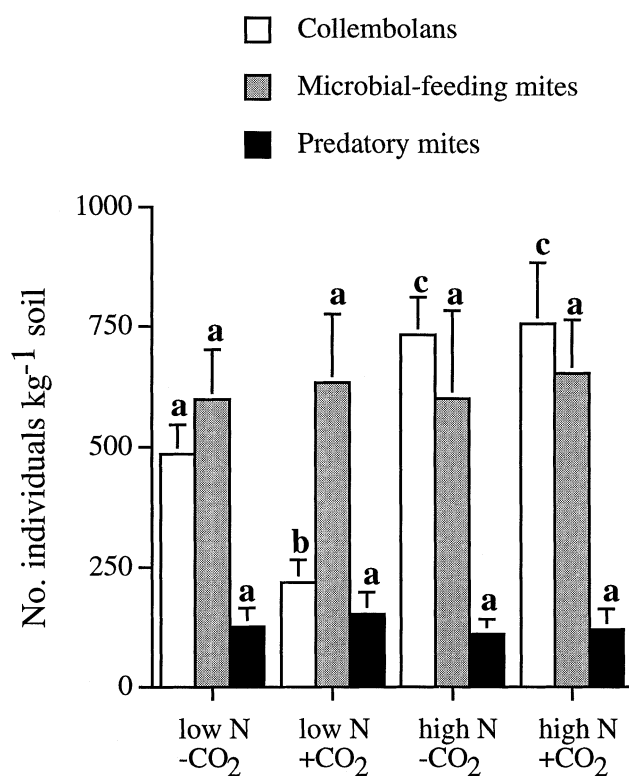 Collembolans
Microbial-feeding mites
Predatory mites
No. individuals kg⁻¹ soil
1000
750
500
250
0
a
a
a
b
a
a
c
a
a
c
a
a
low N
-CO₂
low N
+CO₂
high N
-CO₂
high N
+CO₂